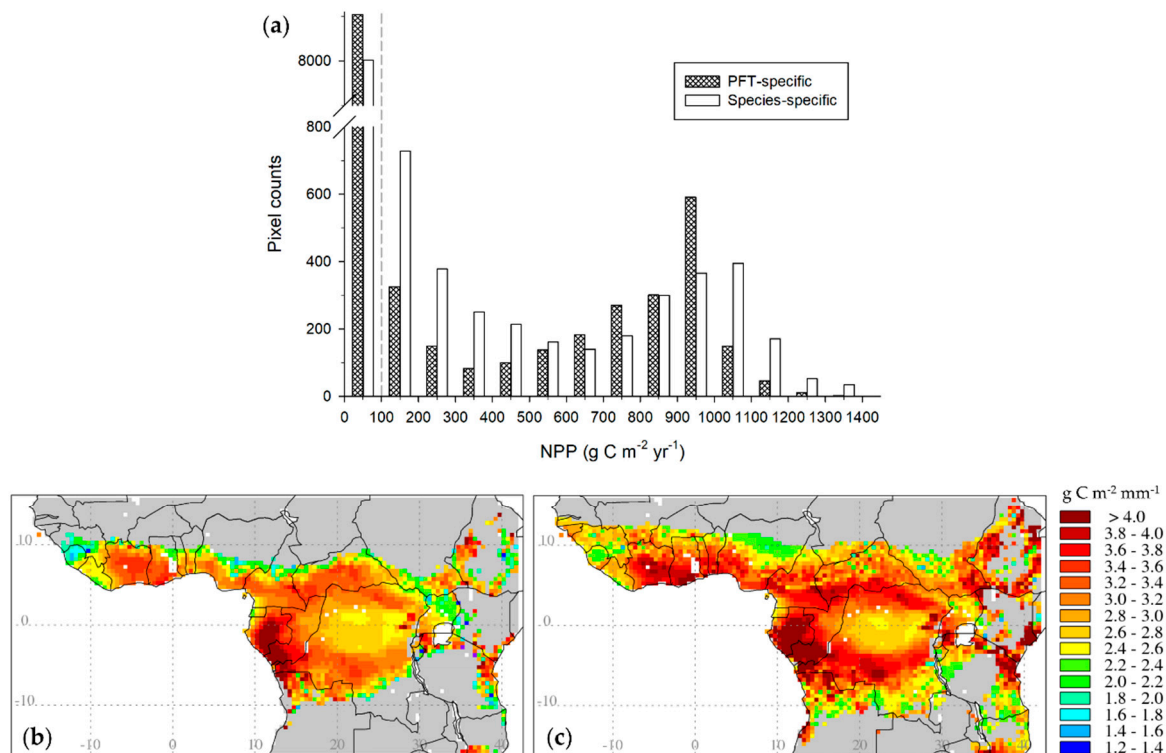 (a)
PFT-specific
Species-specific
Pixel counts
8000
800
600
400
200
0
0 100 200 300 400 500 600 700 800 900 1000 1100 1200 1300 1400
NPP (g C m⁻² yr⁻¹)
10
0
-10
-10 0 10 20 30 40
(b)
10
0
-10
-10 0 10 20 30 40
(c)
g C m⁻² mm⁻¹
> 4.0
3.8 - 4.0
3.6 - 3.8
3.4 - 3.6
3.2 - 3.4
3.0 - 3.2
2.8 - 3.0
2.6 - 2.8
2.4 - 2.6
2.2 - 2.4
2.0 - 2.2
1.8 - 2.0
1.6 - 1.8
1.4 - 1.6
1.2 - 1.4